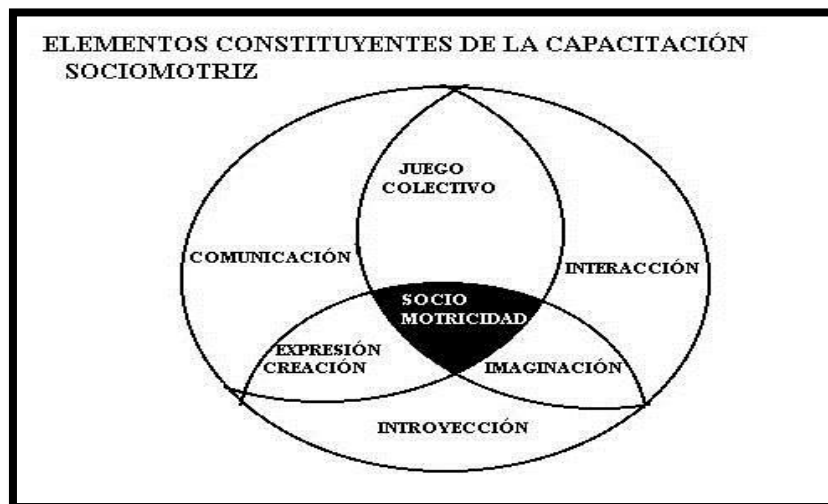 ELEMENTOS CONSTITUYENTES DE LA CAPACITACIÓN
SOCIOMOTRIZ
JUEGO
COLECTIVO
COMUNICACIÓN
INTERACCIÓN
SOCIO
MOTRICIDAD
EXPRESIÓN
CREACIÓN
IMAGINACIÓN
INTROYECCIÓN